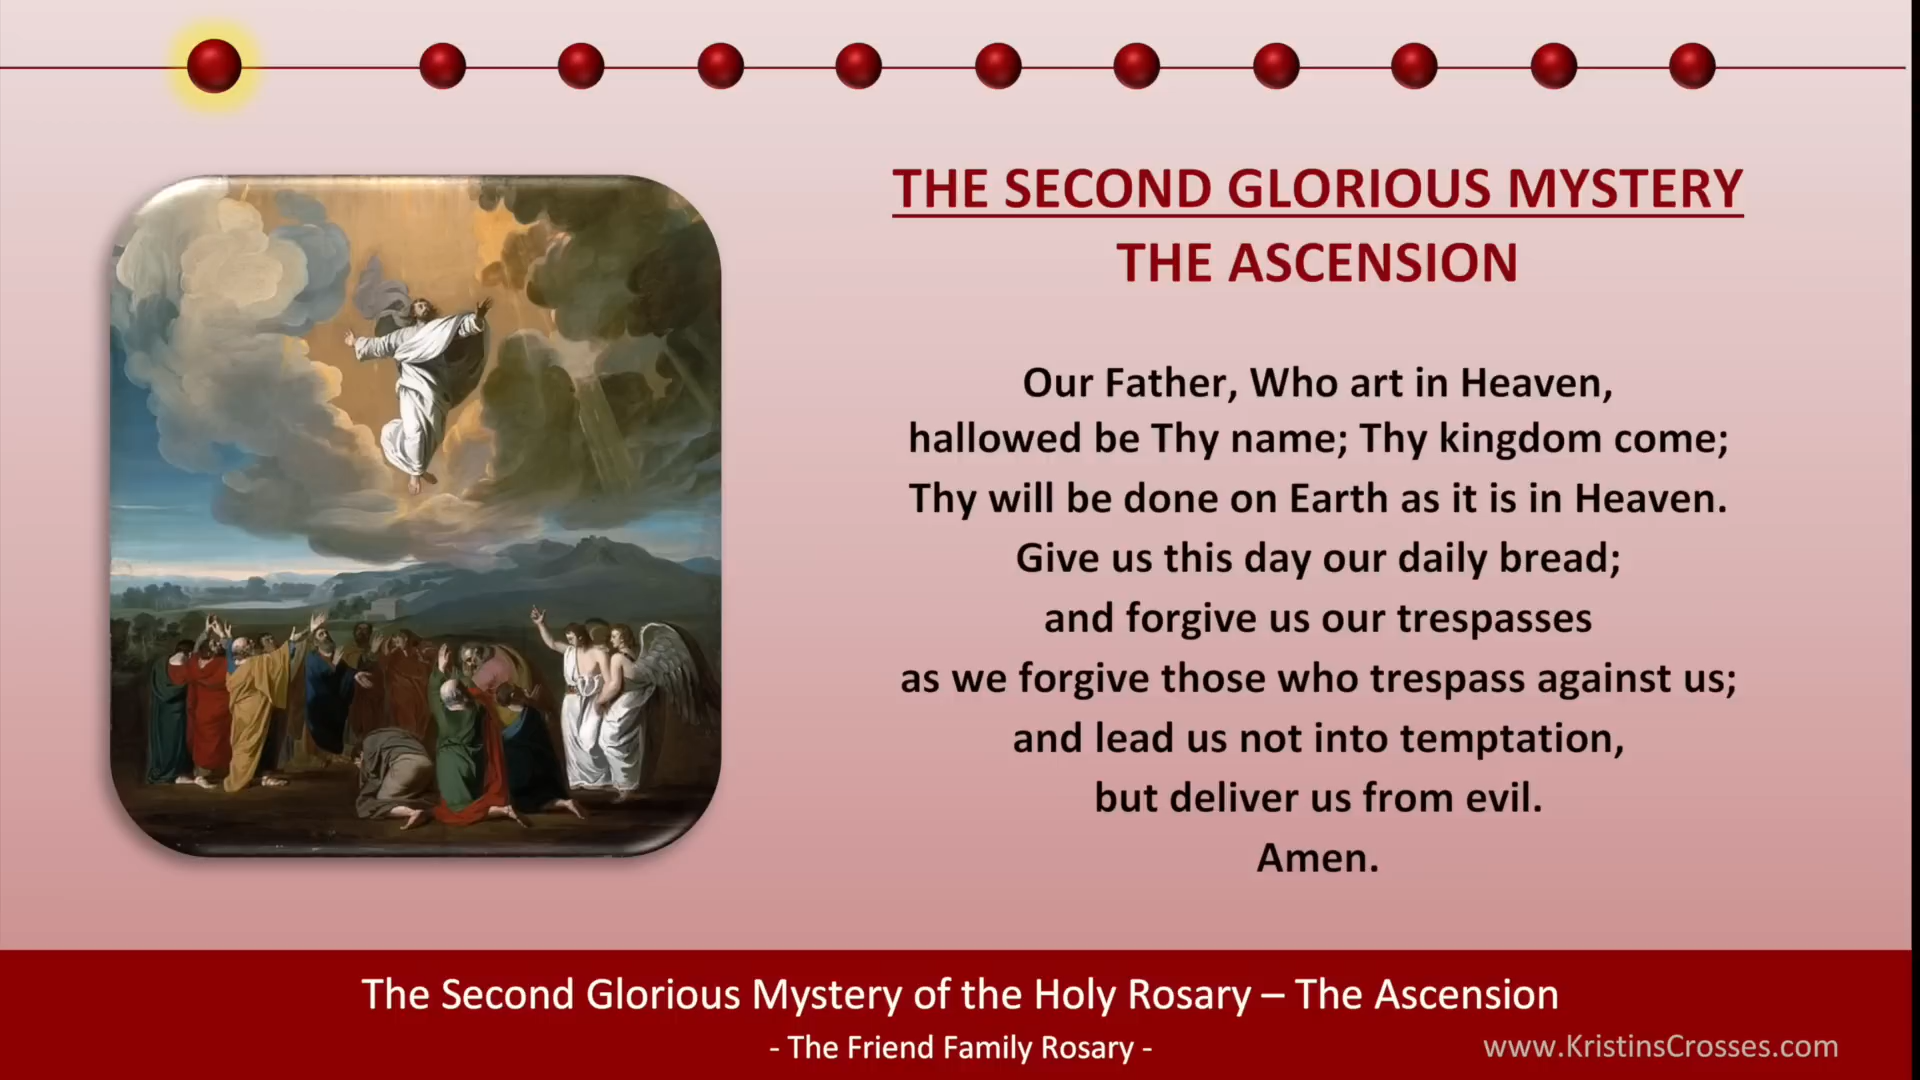 THE SECOND GLORIOUS MYSTERY
THE ASCENSION
Our Father, Who art in Heaven,
hallowed be Thy name; Thy kingdom come;
Thy will be done on Earth as it is in Heaven.
Give us this day our daily bread;
and forgive us our trespasses
as we forgive those who trespass against us;
and lead us not into temptation,
but deliver us from evil.
Amen.
The Second Glorious Mystery of the Holy Rosary – The Ascension
- The Friend Family Rosary -
www.KristinsCrosses.com